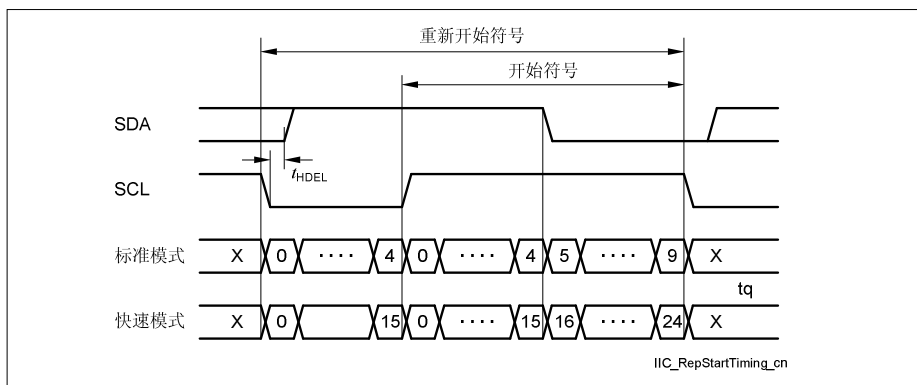 重新开始符号
开始符号
SDA
tHDEL
SCL
标准模式 X 0 ···· 4 0 ···· 4 5 ···· 9 X
tq
快速模式 X 0 15 0 ···· 15 16 ···· 24 X
IIC_RepStartTiming_cn